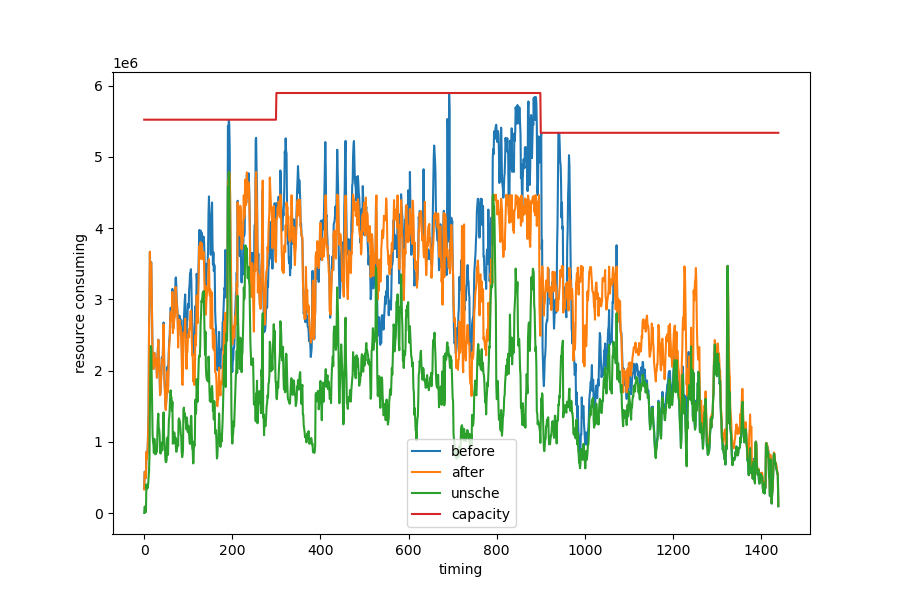 1e6
6
5
4
3
2
1
0
resource consuming
before
after
unsche
capacity
0 200 400 600 800 1000 1200 1400
timing